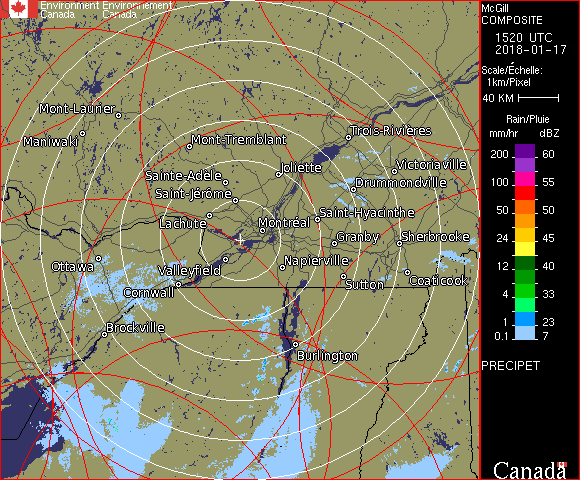 Environment Environnement
Canada Canada
McGill
COMPOSITE
1520 UTC
2018-01-17
Scale/Échelle:
1km/Pixel
40 KM
Rain/Pluie
mm/hr dBZ
200 60
100 55
50 50
24 45
12 40
4 33
1 23
0.1 7
PRECIPET
Canada
Mont-Laurier
Maniwaki
Mont-Tremblant
Trois-Rivières
Joliette
Victoriaville
Sainte-Adèle
Drummondville
Saint-Jérôme
Lachute
Montréal
Saint-Hyacinthe
Granby
Sherbrooke
Ottawa
Valleyfield
Napierville
Cornwall
Sutton
Coaticook
Brockville
Burlington